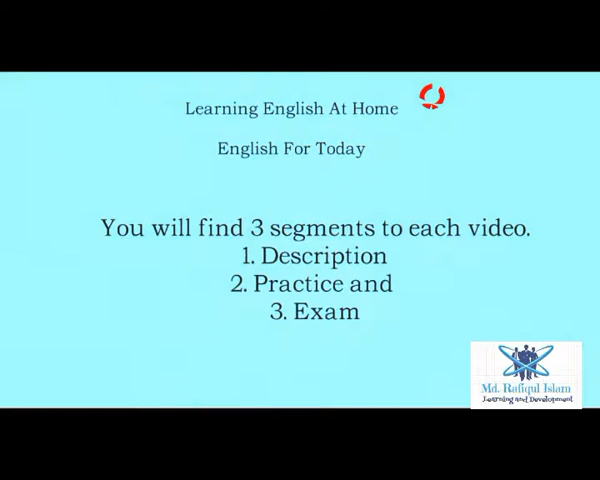 Learning English At Home
English For Today
You will find 3 segments to each video.
1. Description
2. Practice and
3. Exam
Md. Rafiqul Islam
Learning and Development